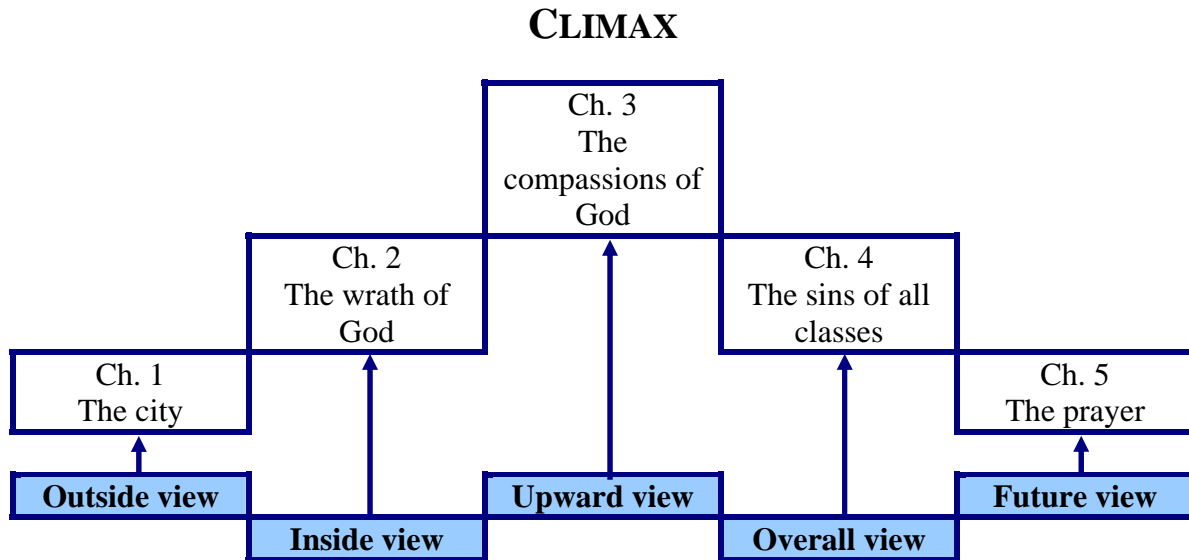 CLIMAX
Ch. 3
The
compassions of
God
Ch. 2
The wrath of
God
Ch. 4
The sins of all
classes
Ch. 1
The city
Ch. 5
The prayer
Outside view
Upward view
Future view
Inside view
Overall view